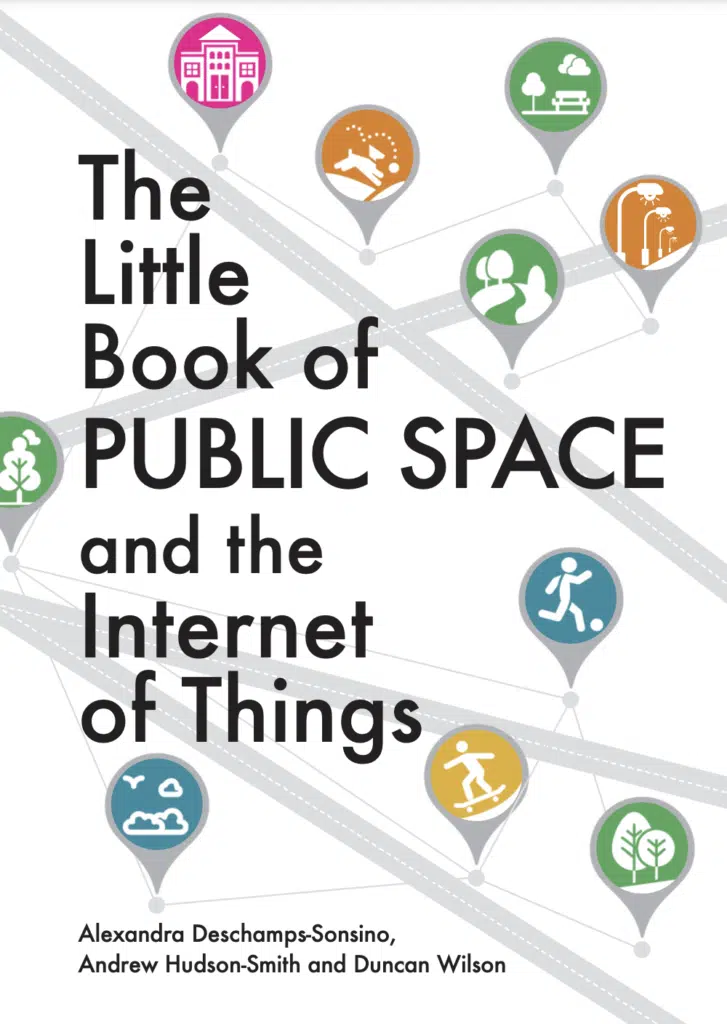 The
Little
Book of
PUBLIC SPACE
and the
Internet
of Things
Alexandra Deschamps-Sonsino,
Andrew Hudson-Smith and Duncan Wilson